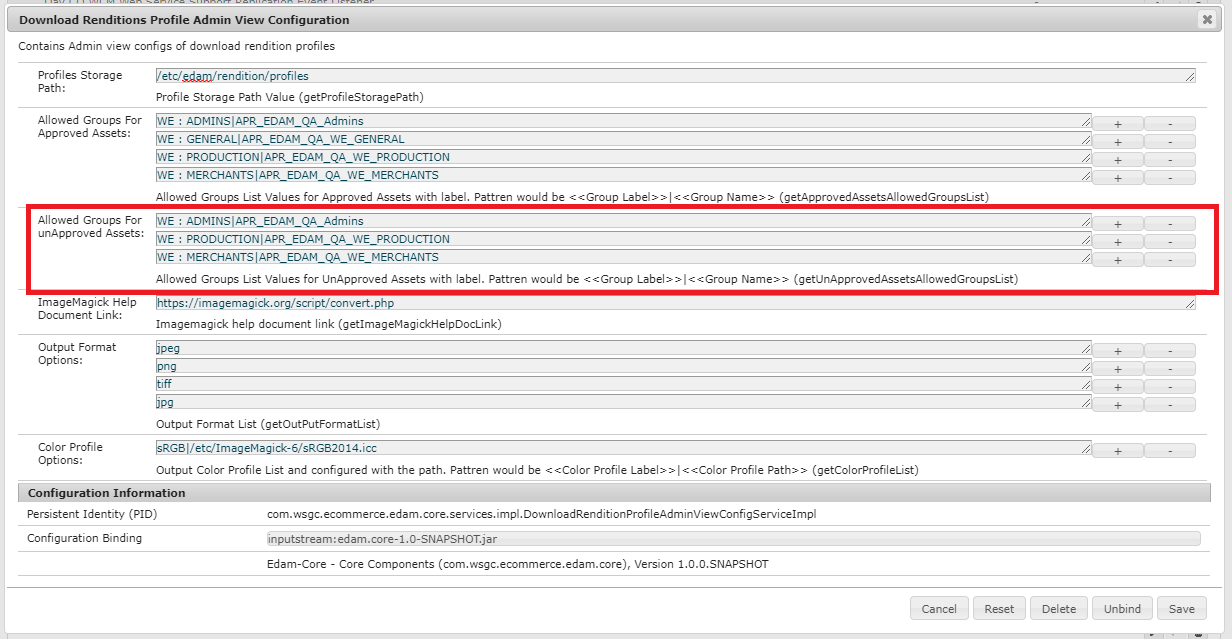 Day CQ WCM Web Service Support Replication Event Listener
Download Renditions Profile Admin View Configuration
Contains Admin view configs of download rendition profiles
Profiles Storage
Path:
/etc/edam/rendition/profiles
Profile Storage Path Value (getProfileStoragePath)
Allowed Groups For
Approved Assets:
WE : ADMINS|APR_EDAM_QA_Admins
+ -
WE : GENERAL|APR_EDAM_QA_WE_GENERAL
+ -
WE : PRODUCTION|APR_EDAM_QA_WE_PRODUCTION
+ -
WE : MERCHANTS|APR_EDAM_QA_WE_MERCHANTS
+ -
Allowed Groups List Values for Approved Assets with label. Pattren would be <<Group Label>>|<<Group Name>> (getApprovedAssetsAllowedGroupsList)
Allowed Groups For
unApproved Assets:
WE : ADMINS|APR_EDAM_QA_Admins
+ -
WE : PRODUCTION|APR_EDAM_QA_WE_PRODUCTION
+ -
WE : MERCHANTS|APR_EDAM_QA_WE_MERCHANTS
+ -
Allowed Groups List Values for UnApproved Assets with label. Pattren would be <<Group Label>>|<<Group Name>> (getUnApprovedAssetsAllowedGroupsList)
ImageMagick Help
Document Link:
https://imagemagick.org/script/convert.php
Imagemagick help document link (getImageMagickHelpDocLink)
Output Format
Options:
jpeg
+ -
png
+ -
tiff
+ -
jpg
+ -
Output Format List (getOutPutFormatList)
Color Profile
Options:
sRGB|/etc/ImageMagick-6/sRGB2014.icc
+ -
Output Color Profile List and configured with the path. Pattren would be <<Color Profile Label>>|<<Color Profile Path>> (getColorProfileList)
Configuration Information
Persistent Identity (PID) com.wsgc.ecommerce.edam.core.services.impl.DownloadRenditionProfileAdminViewConfigServiceImpl
Configuration Binding inputstream:edam.core-1.0-SNAPSHOT.jar
Edam-Core - Core Components (com.wsgc.ecommerce.edam.core), Version 1.0.0.SNAPSHOT
Cancel Reset Delete Unbind Save